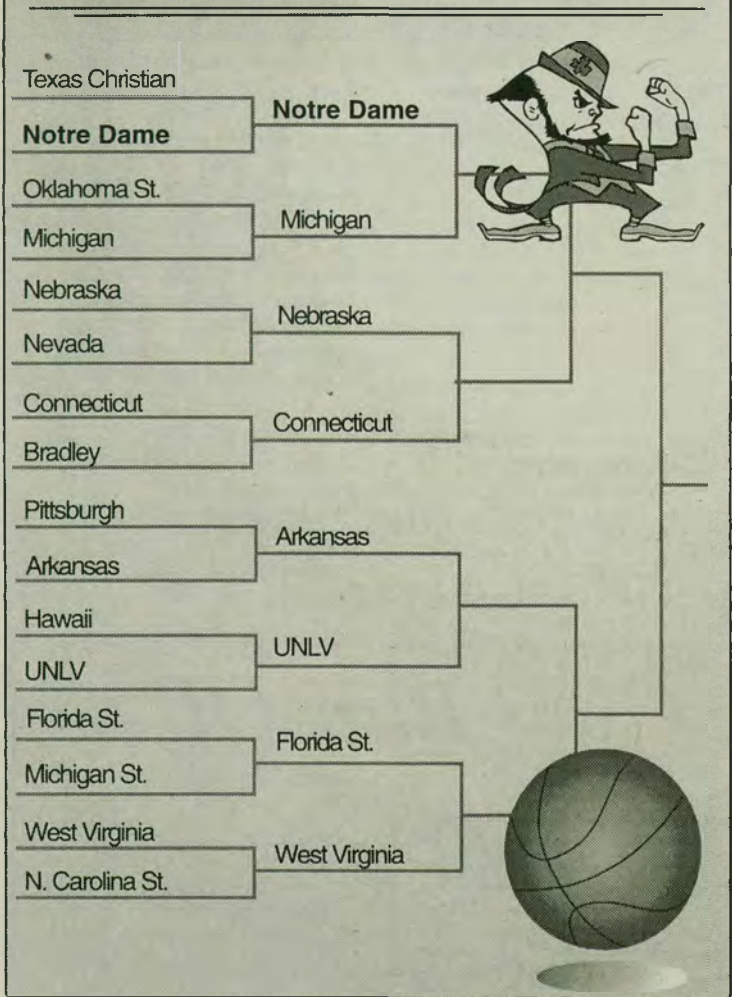 Texas Christian
Notre Dame
Notre Dame
Oklahoma St.
Michigan
Michigan
Nebraska
Nebraska
Nevada
Connecticut
Connecticut
Bradley
Pittsburgh
Arkansas
Arkansas
Hawaii
UNLV
UNLV
Florida St.
Florida St.
Michigan St.
West Virginia
West Virginia
N. Carolina St.